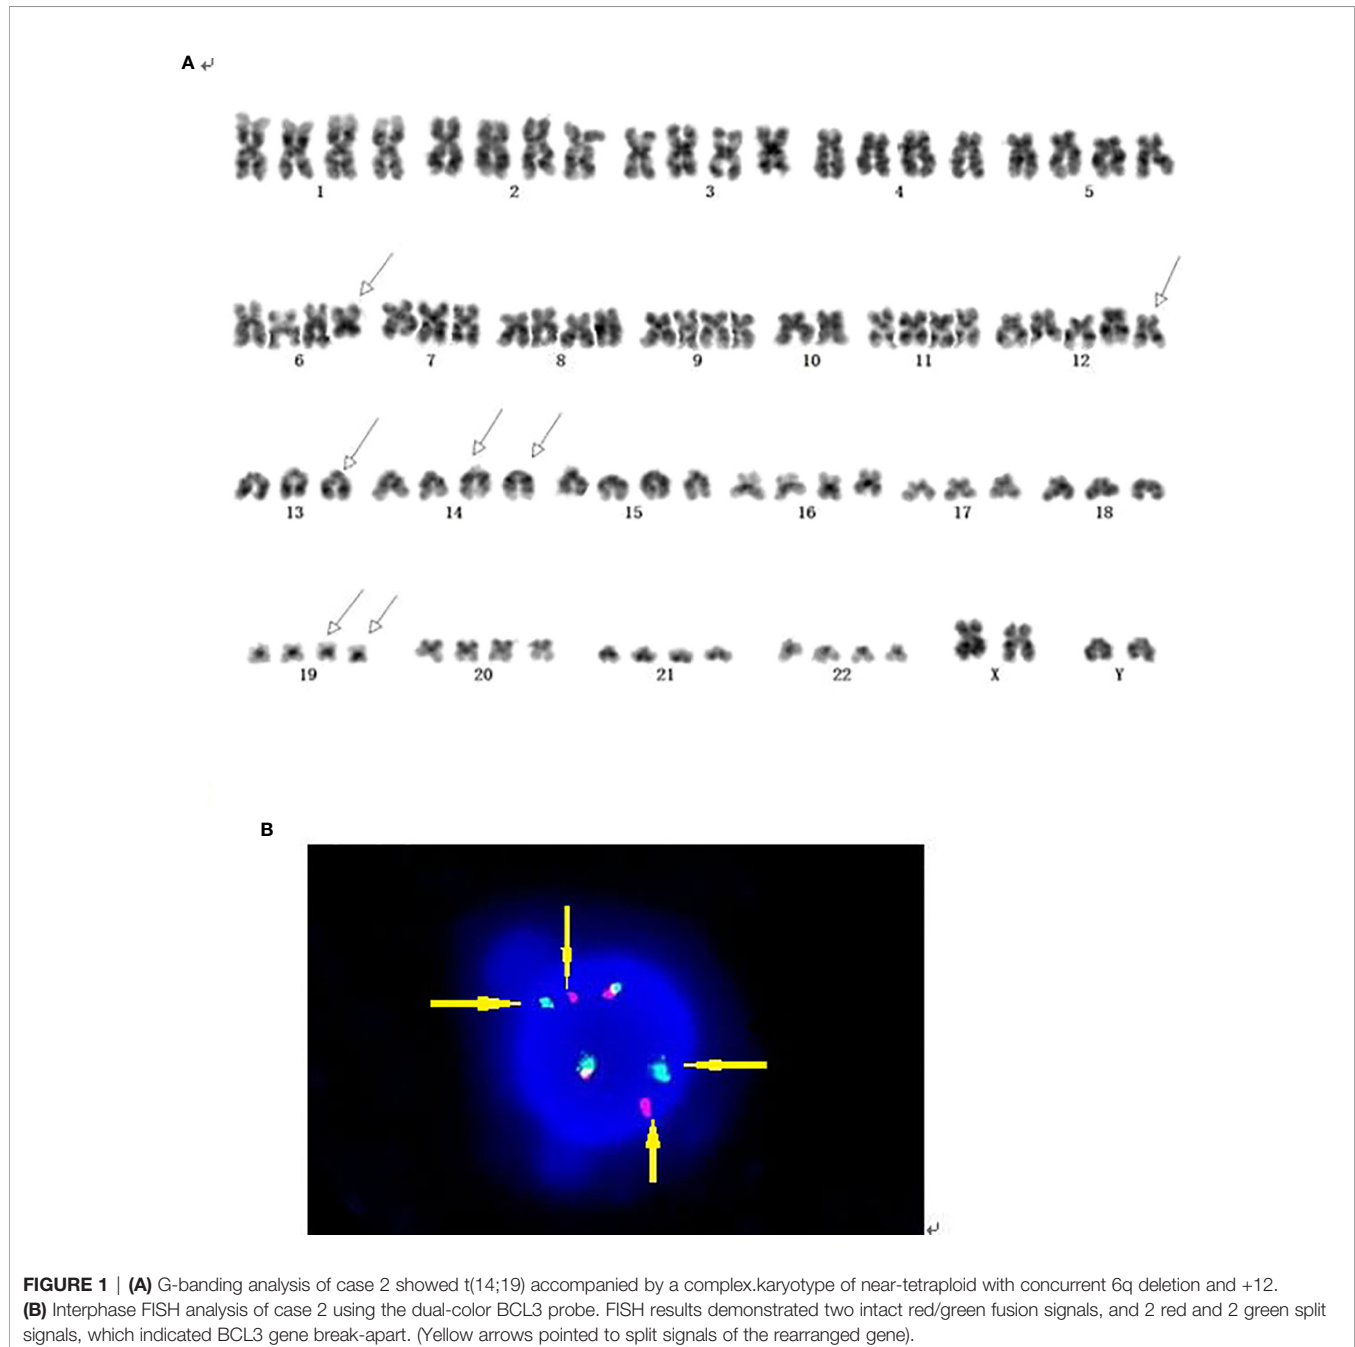 A ↵
1 2 3 4 5
6 7 8 9 10 11 12
13 14 15 16 17 18
19 20 21 22 X Y
B
↵
FIGURE 1 | (A) G-banding analysis of case 2 showed t(14;19) accompanied by a complex.karyotype of near-tetraploid with concurrent 6q deletion and +12.
(B) Interphase FISH analysis of case 2 using the dual-color BCL3 probe. FISH results demonstrated two intact red/green fusion signals, and 2 red and 2 green split
signals, which indicated BCL3 gene break-apart. (Yellow arrows pointed to split signals of the rearranged gene).